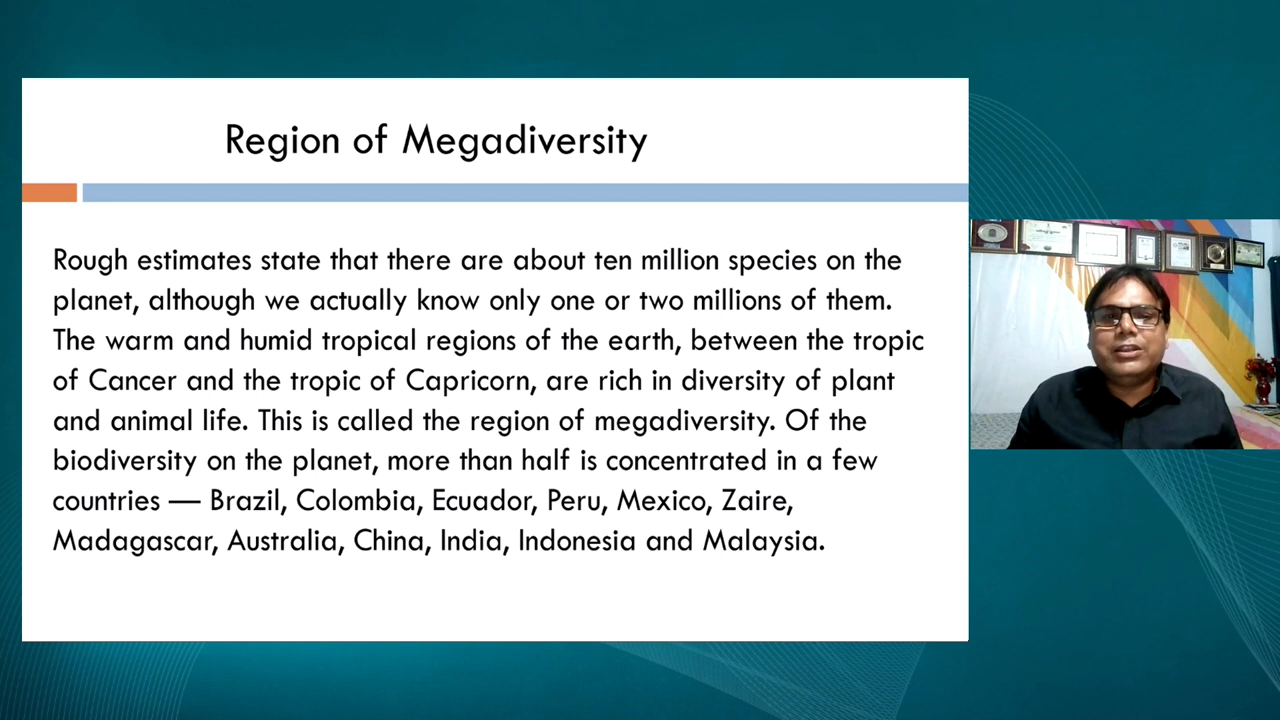 Region of Megadiversity
Rough estimates state that there are about ten million species on the
planet, although we actually know only one or two millions of them.
The warm and humid tropical regions of the earth, between the tropic
of Cancer and the tropic of Capricorn, are rich in diversity of plant
and animal life. This is called the region of megadiversity. Of the
biodiversity on the planet, more than half is concentrated in a few
countries — Brazil, Colombia, Ecuador, Peru, Mexico, Zaire,
Madagascar, Australia, China, India, Indonesia and Malaysia.